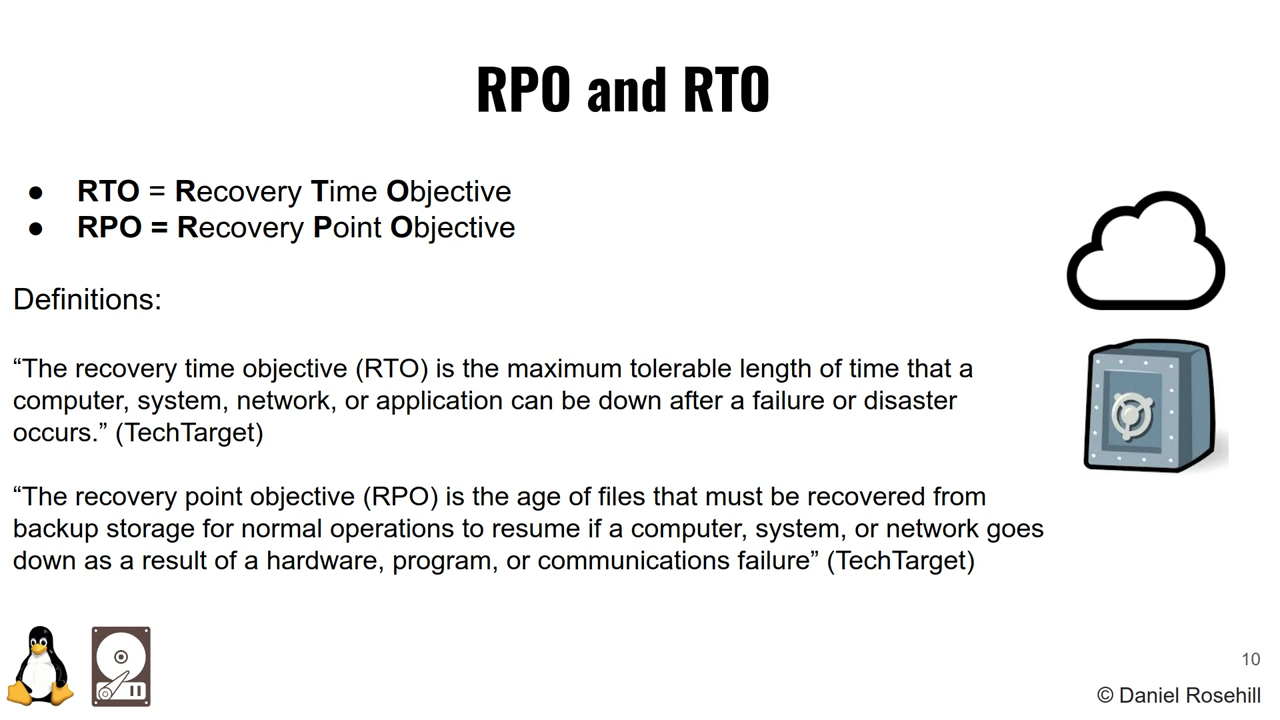 RPO and RTO
● RTO = Recovery Time Objective
● RPO = Recovery Point Objective
Definitions:
“The recovery time objective (RTO) is the maximum tolerable length of time that a
computer, system, network, or application can be down after a failure or disaster
occurs.” (TechTarget)
“The recovery point objective (RPO) is the age of files that must be recovered from
backup storage for normal operations to resume if a computer, system, or network goes
down as a result of a hardware, program, or communications failure” (TechTarget)
10
© Daniel Rosehill